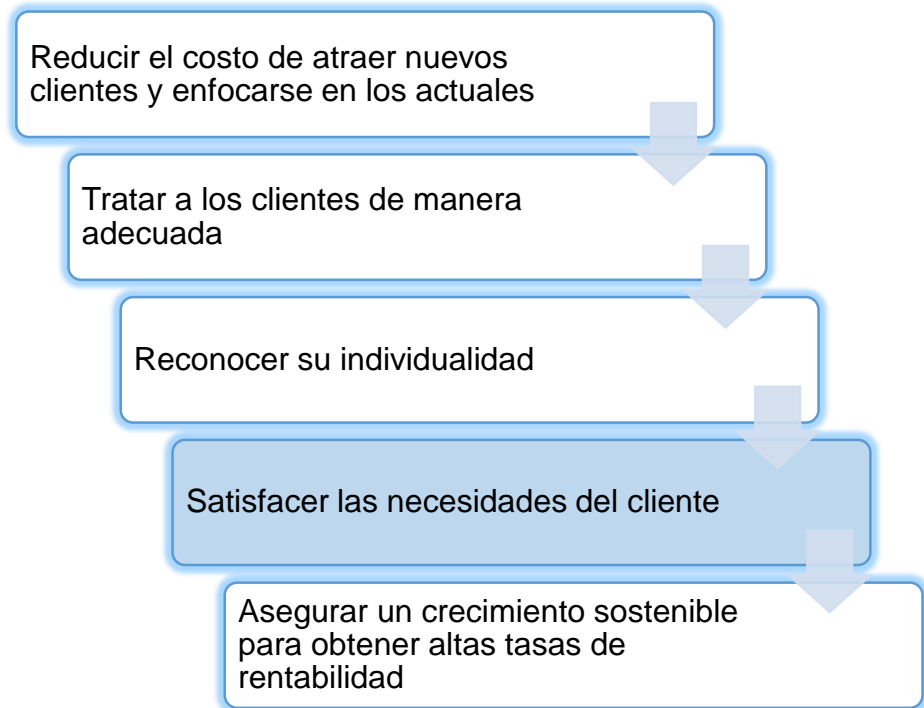 Reducir el costo de atraer nuevos
clientes y enfocarse en los actuales
Tratar a los clientes de manera
adecuada
Reconocer su individualidad
Satisfacer las necesidades del cliente
Asegurar un crecimiento sostenible
para obtener altas tasas de
rentabilidad